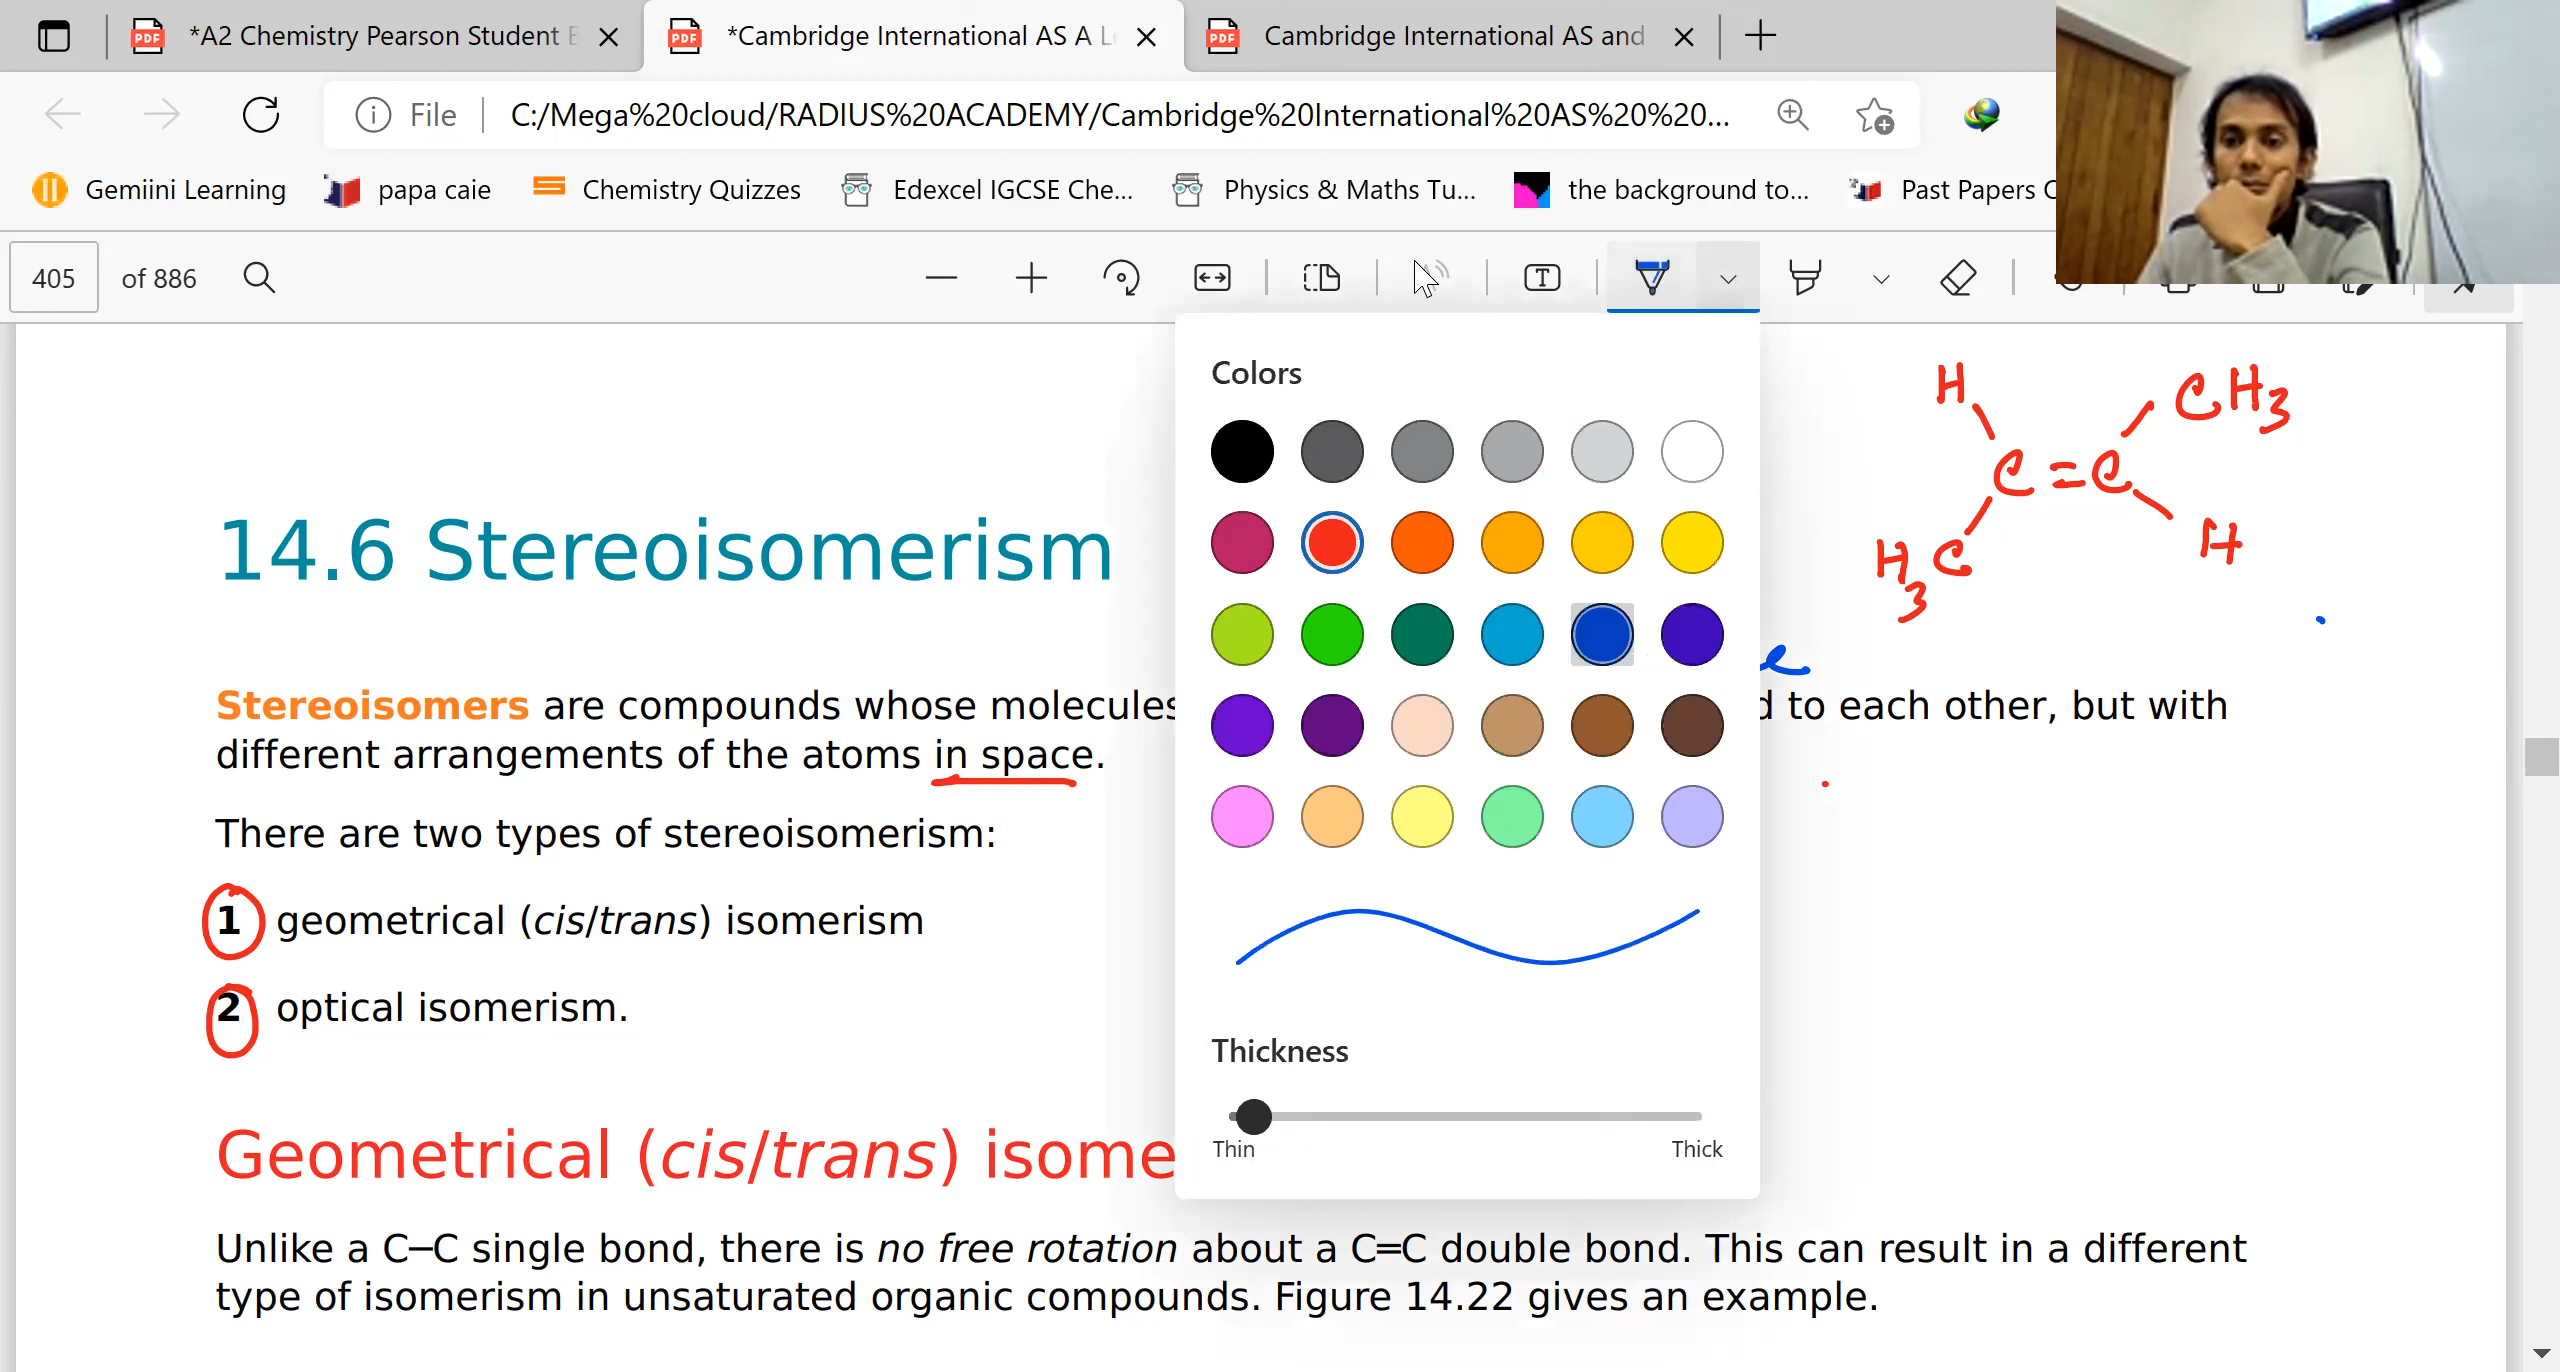 *A2 Chemistry Pearson Student
*Cambridge International AS A L
Cambridge International AS and
File
C:/Mega%20cloud/RADIUS%20ACADEMY/Cambridge%20International%20AS%20%20...
Gemiini Learning
papa caie
Chemistry Quizzes
Edexcel IGCSE Che...
Physics & Maths Tu...
the background to...
Past Papers
405 of 886
Colors
H
CH3
C=C
H3C
H
14.6 Stereoisomerism
Stereoisomers are compounds whose molecules d to each other, but with
different arrangements of the atoms in space.
There are two types of stereoisomerism:
1 geometrical (cis/trans) isomerism
2 optical isomerism.
Thickness
Thin
Thick
Geometrical (cis/trans) isome
Unlike a C–C single bond, there is no free rotation about a C=C double bond. This can result in a different
type of isomerism in unsaturated organic compounds. Figure 14.22 gives an example.